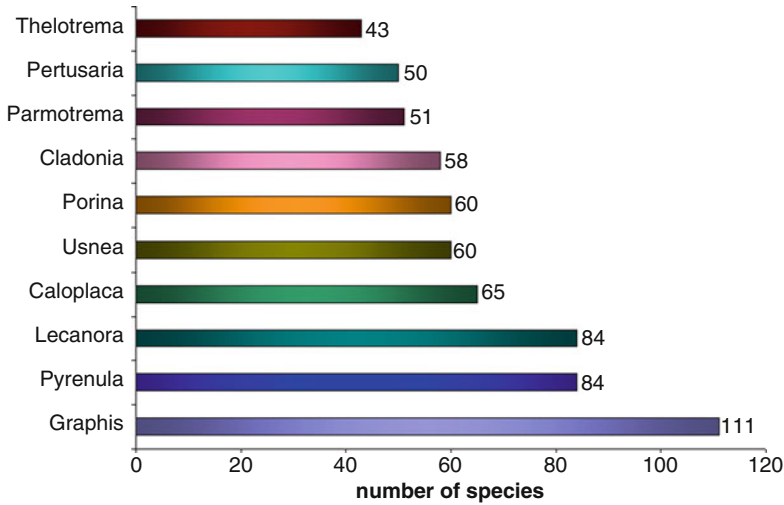 Thelotrema 43
Pertusaria 50
Parmotrema 51
Cladonia 58
Porina 60
Usnea 60
Caloplaca 65
Lecanora 84
Pyrenula 84
Graphis 111
0 20 40 60 80 100 120
number of species